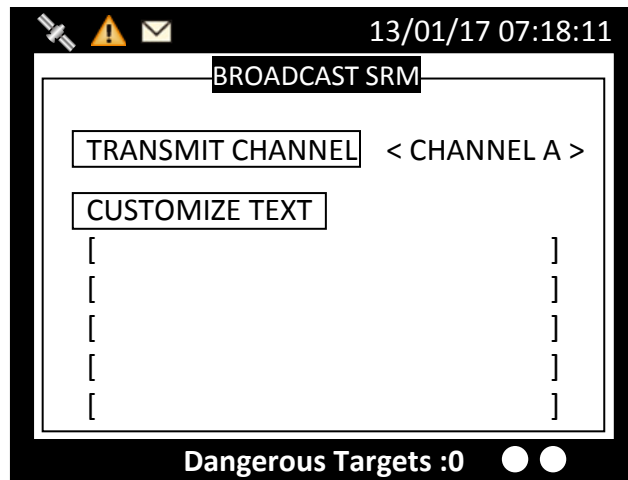 13/01/17 07:18:11
BROADCAST SRM
TRANSMIT CHANNEL < CHANNEL A >
CUSTOMIZE TEXT
[ ]
[ ]
[ ]
[ ]
[ ]
Dangerous Targets :0